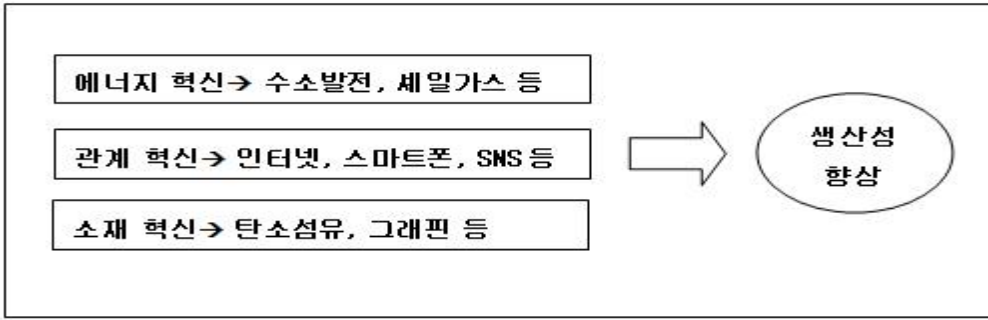 에너지 혁신→ 수소발전, 셰일가스 등
관계 혁신→ 인터넷, 스마트폰, SNS 등
소재 혁신→ 탄소섬유, 그래핀 등
생산성
향상